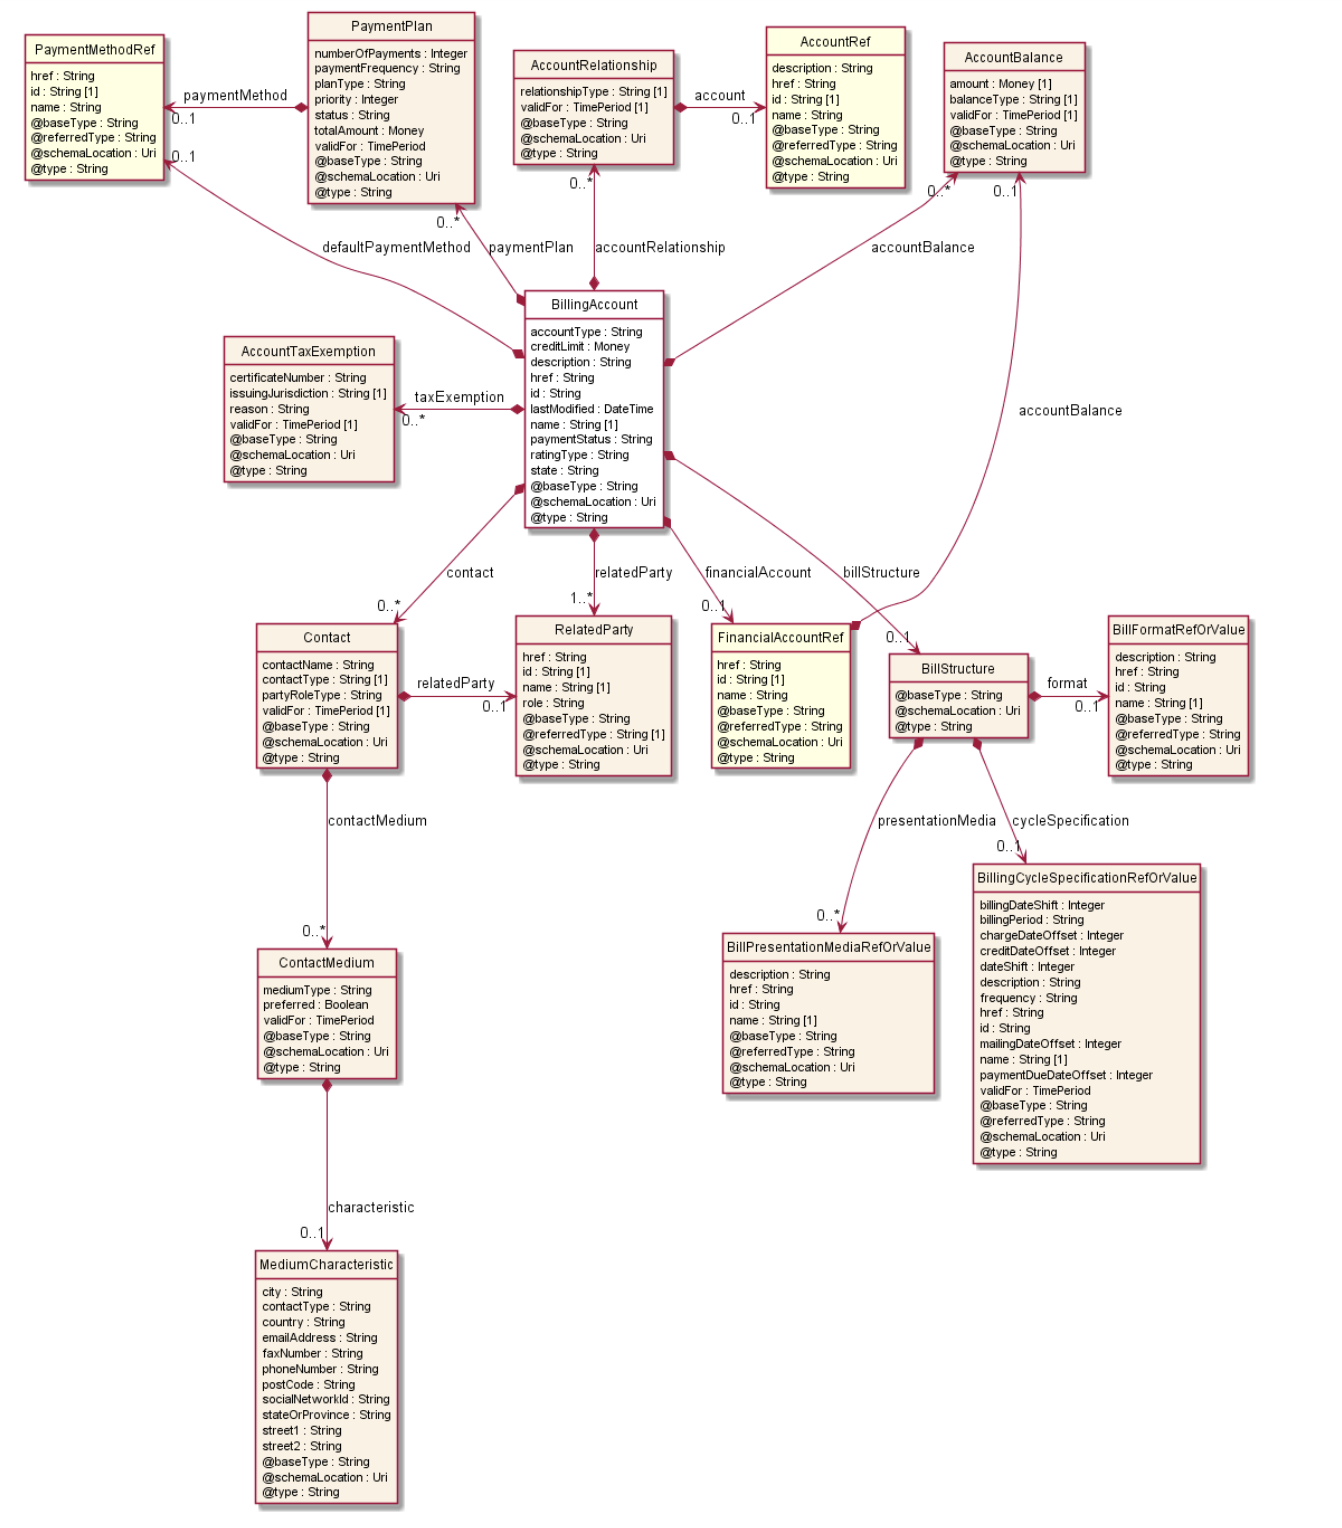 PaymentMethodRef
href : String
id : String [1]
name : String
@baseType : String
@referredType : String
@schemaLocation : Uri
@type : String
paymentMethod
0..1
0..1
PaymentPlan
numberOfPayments : Integer
paymentFrequency : String
planType : String
priority : Integer
status : String
totalAmount : Money
validFor : TimePeriod
@baseType : String
@schemaLocation : Uri
@type : String
AccountRelationship
relationshipType : String [1]
validFor : TimePeriod [1]
@baseType : String
@schemaLocation : Uri
@type : String
account
0..1
AccountRef
description : String
href : String
id : String [1]
name : String
@baseType : String
@referredType : String
@schemaLocation : Uri
@type : String
AccountBalance
amount : Money [1]
balanceType : String [1]
validFor : TimePeriod [1]
@baseType : String
@schemaLocation : Uri
@type : String
0..*
0..*
0..*
0..1
defaultPaymentMethod
paymentPlan
accountRelationship
accountBalance
BillingAccount
accountType : String
creditLimit : Money
description : String
href : String
id : String
lastModified : DateTime
name : String [1]
paymentStatus : String
ratingType : String
state : String
@baseType : String
@schemaLocation : Uri
@type : String
AccountTaxExemption
certificateNumber : String
issuingJurisdiction : String [1]
reason : String
validFor : TimePeriod [1]
@baseType : String
@schemaLocation : Uri
@type : String
taxExemption
0..*
accountBalance
contact
relatedParty
financialAccount
billStructure
0..*
1..*
0..1
0..1
Contact
contactName : String
contactType : String [1]
partyRoleType : String
validFor : TimePeriod [1]
@baseType : String
@schemaLocation : Uri
@type : String
relatedParty
0..1
RelatedParty
href : String
id : String [1]
name : String [1]
role : String
@baseType : String
@referredType : String [1]
@schemaLocation : Uri
@type : String
FinancialAccountRef
href : String
id : String [1]
name : String
@baseType : String
@referredType : String
@schemaLocation : Uri
@type : String
BillStructure
@baseType : String
@schemaLocation : Uri
@type : String
format
0..1
BillFormatRefOrValue
description : String
href : String
id : String
name : String [1]
@baseType : String
@referredType : String
@schemaLocation : Uri
@type : String
contactMedium
presentationMedia
cycleSpecification
0..1
0..*
0..*
ContactMedium
mediumType : String
preferred : Boolean
validFor : TimePeriod
@baseType : String
@schemaLocation : Uri
@type : String
BillPresentationMediaRefOrValue
description : String
href : String
id : String
name : String [1]
@baseType : String
@referredType : String
@schemaLocation : Uri
@type : String
BillingCycleSpecificationRefOrValue
billingDateShift : Integer
billingPeriod : String
chargeDateOffset : Integer
creditDateOffset : Integer
dateShift : Integer
description : String
frequency : String
href : String
id : String
mailingDateOffset : Integer
name : String [1]
paymentDueDateOffset : Integer
validFor : TimePeriod
@baseType : String
@referredType : String
@schemaLocation : Uri
@type : String
characteristic
0..1
MediumCharacteristic
city : String
contactType : String
country : String
emailAddress : String
faxNumber : String
phoneNumber : String
postCode : String
socialNetworkId : String
stateOrProvince : String
street1 : String
street2 : String
@baseType : String
@schemaLocation : Uri
@type : String